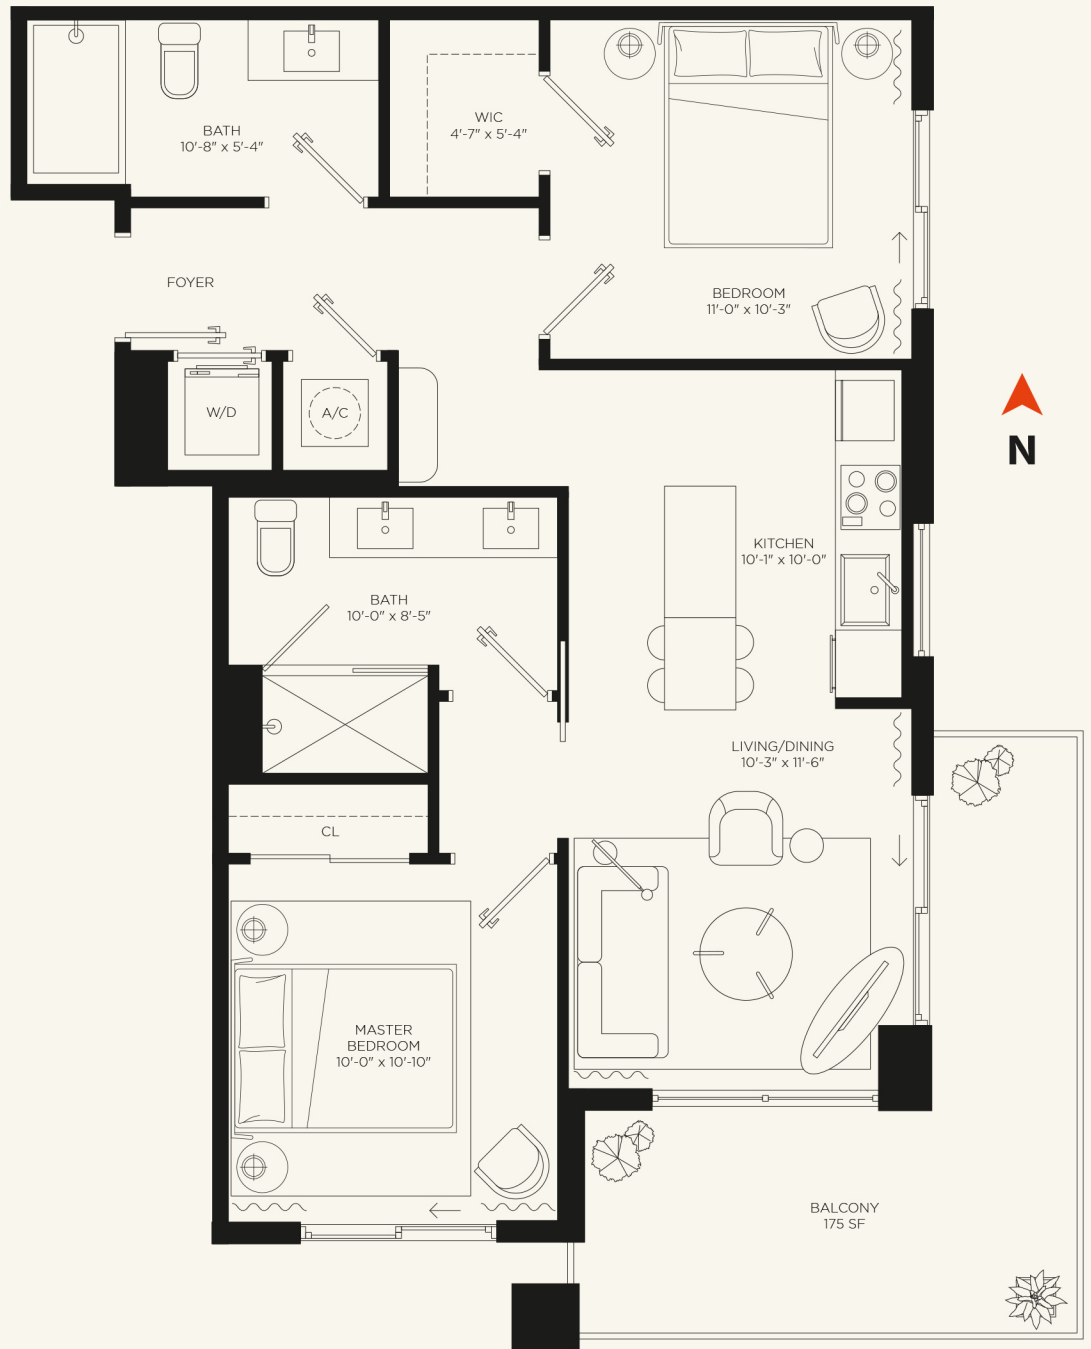 BATH
10'-8" x 5'-4"
WIC
4'-7" x 5'-4"
FOYER
BEDROOM
11'-0" x 10'-3"
W/D
A/C
N
KITCHEN
10'-1" x 10'-0"
BATH
10'-0" x 8'-5"
LIVING/DINING
10'-3" x 11'-6"
CL
MASTER
BEDROOM
10'-0" x 10'-10"
BALCONY
175 SF